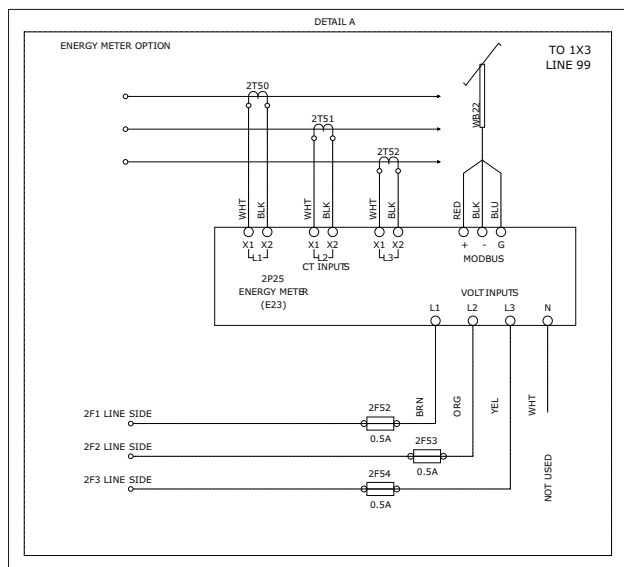 DETAIL A
ENERGY METER OPTION
TO 1X3
LINE 99
2T50
2T51
2T52
WB22
WHT
BLK
WHT
BLK
WHT
BLK
RED
BLK
BLU
X1 X2
X1 X2
X1 X2
+ - G
L1
L2
L3
CT INPUTS
MODBUS
2P25
ENERGY METER
(E23)
VOLT INPUTS
L1 L2 L3 N
BRN
ORG
YEL
WHT
NOT USED
2F1 LINE SIDE
2F52
0.5A
2F2 LINE SIDE
2F53
0.5A
2F3 LINE SIDE
2F54
0.5A